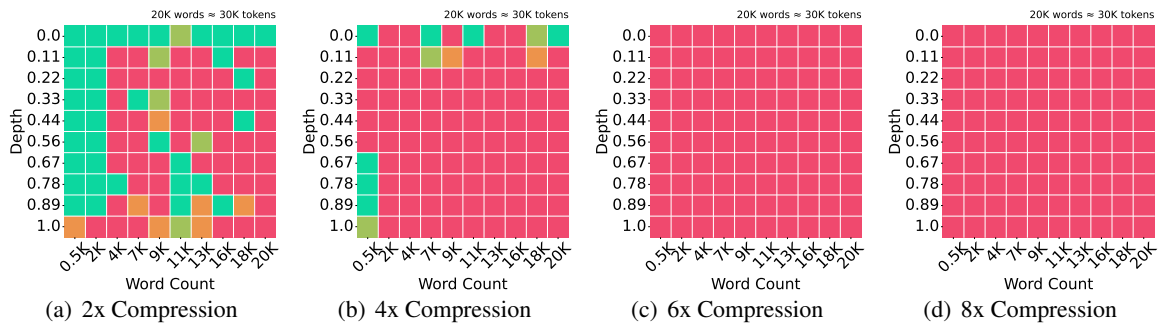 20K words ≈ 30K tokens
0.0
0.11
0.22
0.33
0.44
0.56
0.67
0.78
0.89
1.0
Depth
0.5K 2K 4K 7K 9K 11K 13K 16K 18K 20K
Word Count
(a) 2x Compression
20K words ≈ 30K tokens
0.0
0.11
0.22
0.33
0.44
0.56
0.67
0.78
0.89
1.0
Depth
0.5K 2K 4K 7K 9K 11K 13K 16K 18K 20K
Word Count
(b) 4x Compression
20K words ≈ 30K tokens
0.0
0.11
0.22
0.33
0.44
0.56
0.67
0.78
0.89
1.0
Depth
0.5K 2K 4K 7K 9K 11K 13K 16K 18K 20K
Word Count
(c) 6x Compression
20K words ≈ 30K tokens
0.0
0.11
0.22
0.33
0.44
0.56
0.67
0.78
0.89
1.0
Depth
0.5K 2K 4K 7K 9K 11K 13K 16K 18K 20K
Word Count
(d) 8x Compression